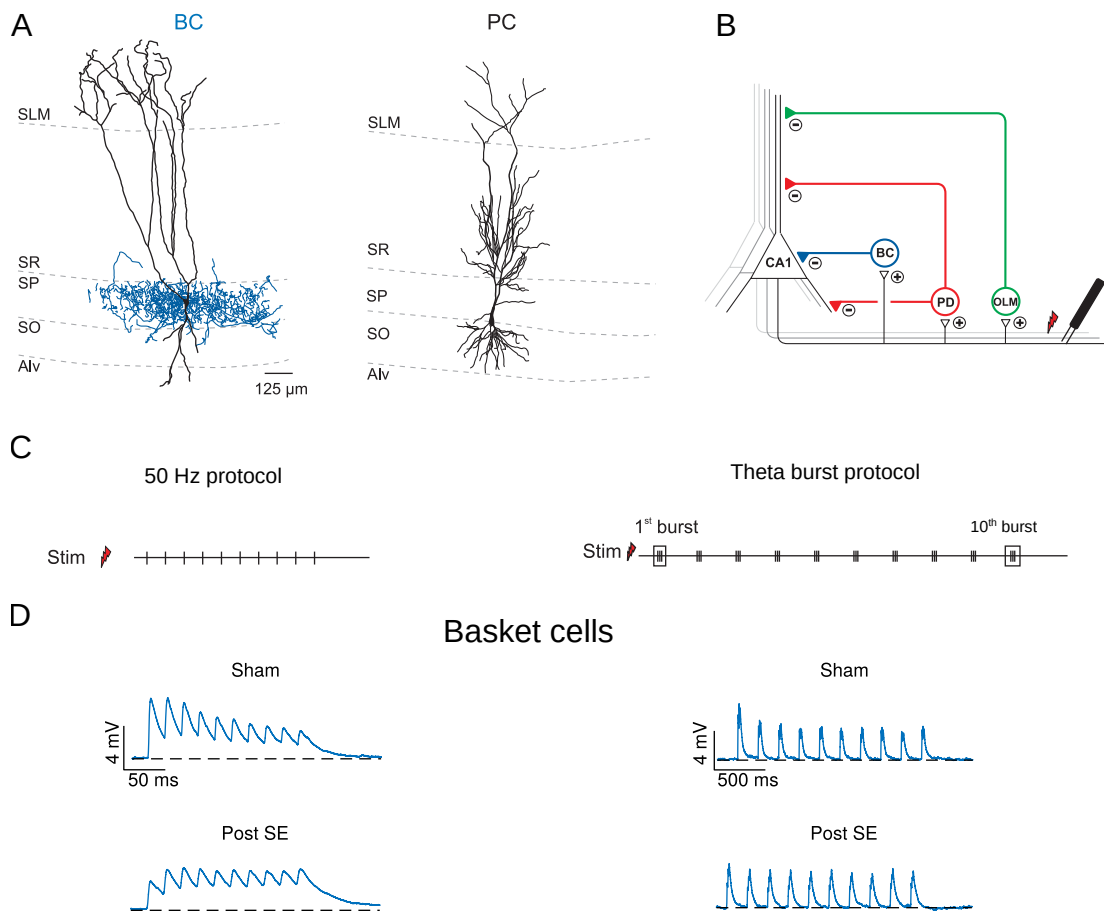 A
BC
PC
B
SLM
SR
SP
SO
Alv
125 µm
SLM
SR
SP
SO
Alv
CA1
BC
PD
OLM
−
−
−
−
+
+
+
C
50 Hz protocol
Theta burst protocol
Stim
Stim
1st burst
10th burst
D
Basket cells
Sham
4 mV
50 ms
Sham
4 mV
500 ms
Post SE
Post SE